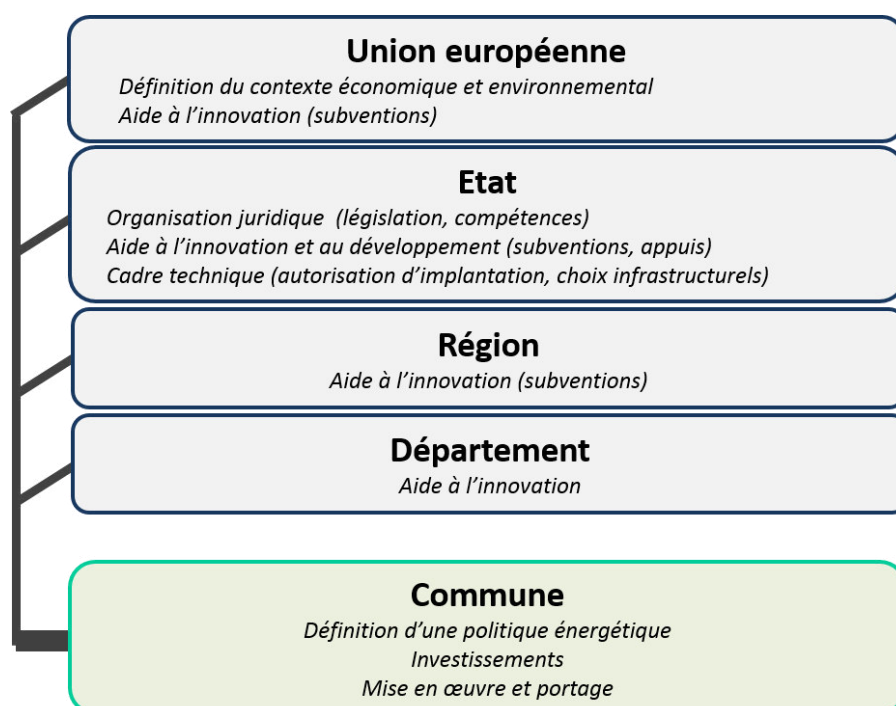 Union européenne
Définition du contexte économique et environnemental
Aide à l’innovation (subventions)
Etat
Organisation juridique (législation, compétences)
Aide à l’innovation et au développement (subventions, appuis)
Cadre technique (autorisation d’implantation, choix infrastructurels)
Région
Aide à l’innovation (subventions)
Département
Aide à l’innovation
Commune
Définition d’une politique énergétique
Investissements
Mise en œuvre et portage